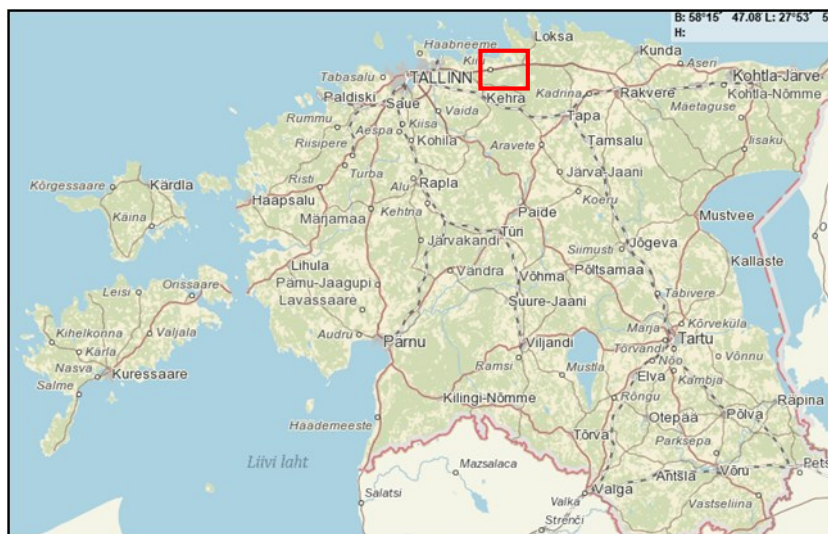 B: 58°15' 47.08 L: 27°53' 5
H:
Loksa
Haabneeme
Kunda
Kiiu
Aseri
Tabasalu
TALLINN
Kohtla-Järve
Kadrina
Rakvere
Kohtla-Nõmme
Paldiski
Saue
Kehra
Vaida
Maetaguse
Rummu
Tapa
Aespa
Kiisa
Tamsalu
Kohila
Riisipere
Aravete
Iisaku
Turba
Kõrgessaare
Kärdla
Risti
Alu
Rapla
Järva-Jaani
Haapsalu
Kehtna
Koeru
Käina
Märjamaa
Paide
Mustvee
Türi
Järvakandi
Siimusti
Jõgeva
Kallaste
Lihula
Vändra
Võhma
Põltsamaa
Orissaare
Pärnu-Jaagupi
Leisi
Suure-Jaani
Tabivere
Lavassaare
Kõrveküla
Kihelkonna
Valjala
Audru
Marja
Pärnu
Viljandi
Tõrvandi
Tartu
Kärla
Nõo
Võnnu
Ramsi
Nasva
Kuressaare
Mustla
Elva
Kambja
Salme
Räpina
Kilingi-Nõmme
Rõngu
Otepää
Põlva
Häädemeeste
Tõrva
Parksepa
Liivi laht
Mazsalaca
Antsla
Võru
Pets
Salatsi
Valga
Valka
Vastseliina
Strenči